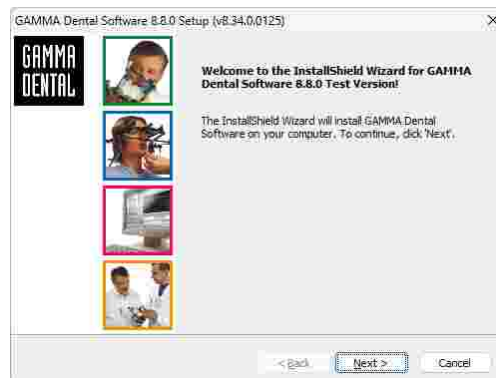 GAMMA Dental Software 8.8.0 Setup (v8.34.0.0125)
GAMMA
DENTAL
Welcome to the InstallShield Wizard for GAMMA
Dental Software 8.8.0 Test Version!
The InstallShield Wizard will install GAMMA Dental
Software on your computer. To continue, click 'Next'.
< Back
Next >
Cancel